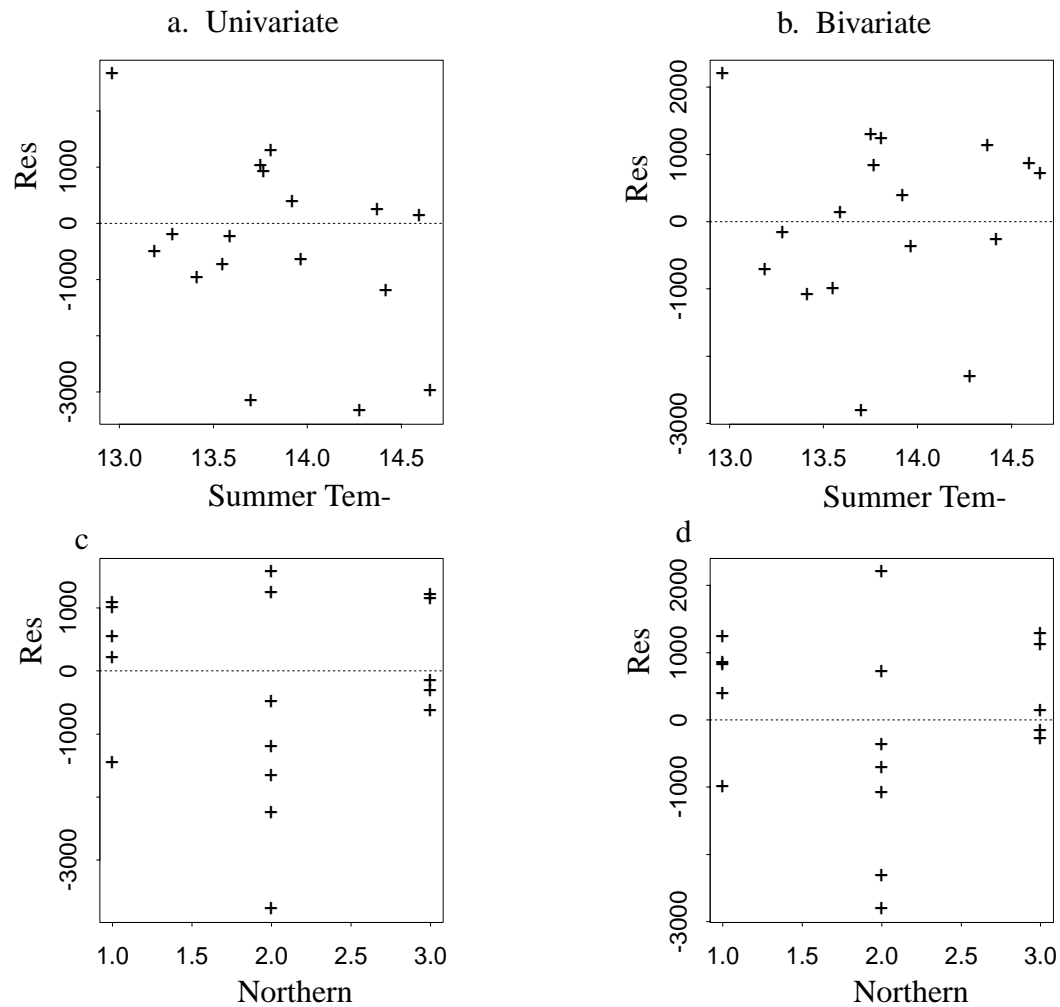 a. Univariate
b. Bivariate
Res
1000
0
-1000
-3000
13.0 13.5 14.0 14.5
Summer Tem-
Res
2000
1000
0
-1000
-3000
13.0 13.5 14.0 14.5
Summer Tem-
c
Res
1000
0
-1000
-3000
1.0 1.5 2.0 2.5 3.0
Northern
d
Res
2000
1000
0
-1000
-3000
1.0 1.5 2.0 2.5 3.0
Northern